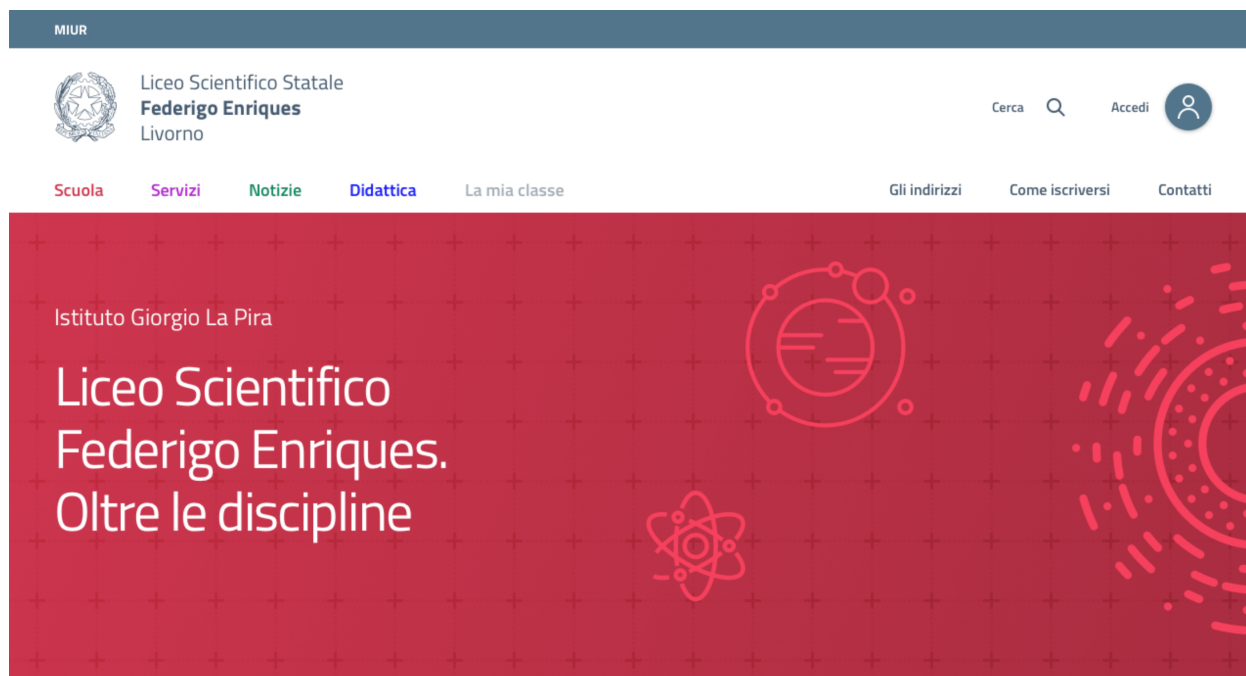 MIUR
Liceo Scientifico Statale
Federigo Enriques
Livorno
Cerca
Accedi
Scuola
Servizi
Notizie
Didattica
La mia classe
Gli indirizzi
Come iscriversi
Contatti
Istituto Giorgio La Pira
Liceo Scientifico
Federigo Enriques.
Oltre le discipline